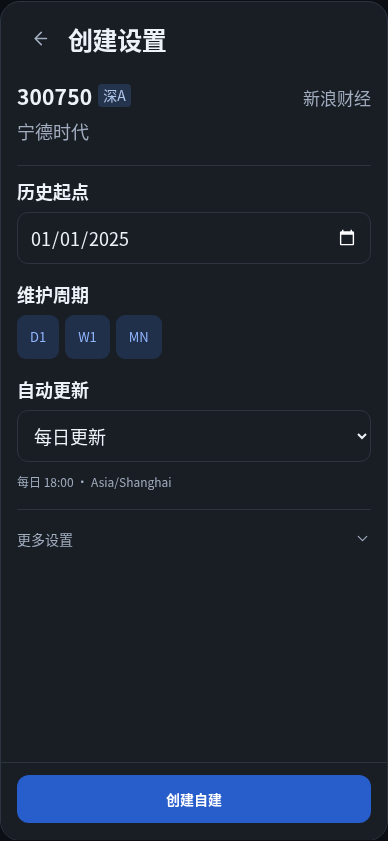 创建设置
300750 深A 新浪财经
宁德时代
历史起点
01/01/2025
维护周期
D1 W1 MN
自动更新
每日更新
每日 18:00 · Asia/Shanghai
更多设置
创建自建